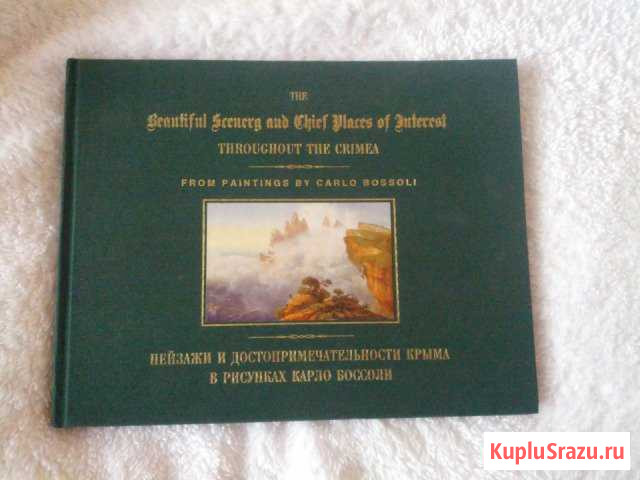 THE
Beautiful Scenery and Chief Places of Interest
THROUGHOUT THE CRIMEA
FROM PAINTINGS BY CARLO BOSSOLI
ПЕЙЗАЖИ И ДОСТОПРИМЕЧАТЕЛЬНОСТИ КРЫМА
В РИСУНКАХ КАРЛО БОССОЛИ
KupluSrazu.ru